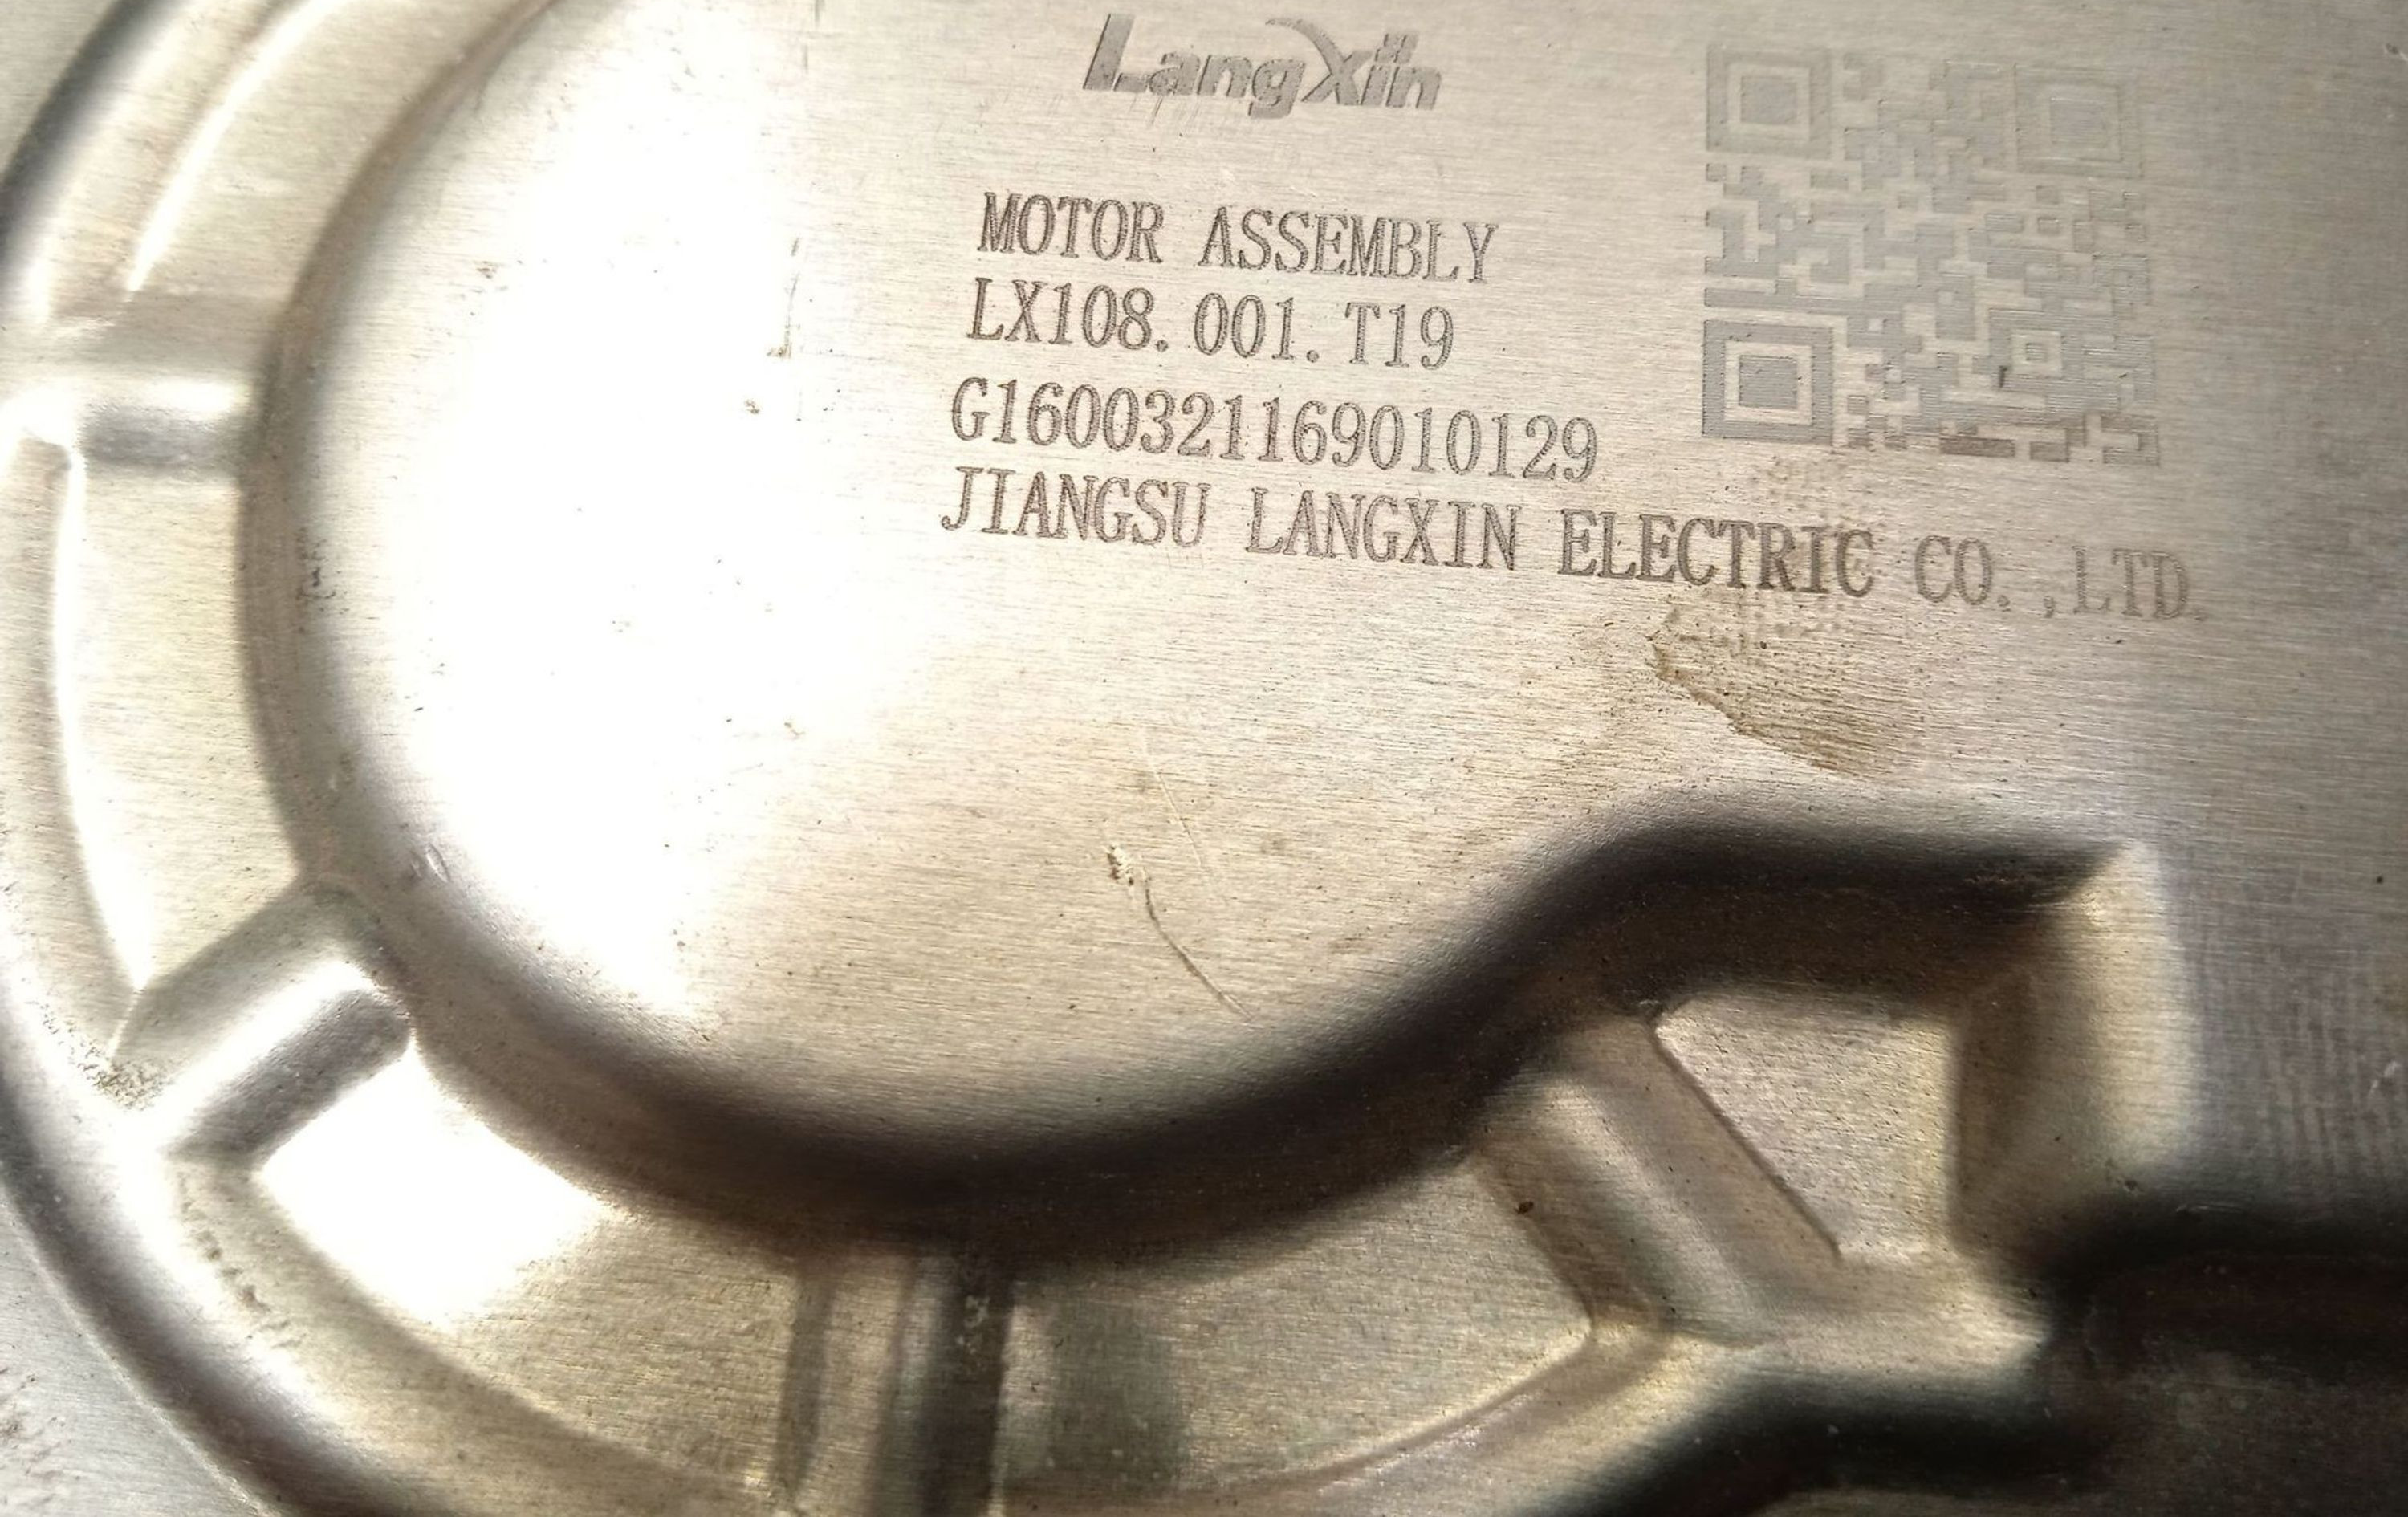 LangXin
MOTOR ASSEMBLY
LX108.001.T19
G1600321169010129
JIANGSU LANGXIN ELECTRIC CO.,LTD.